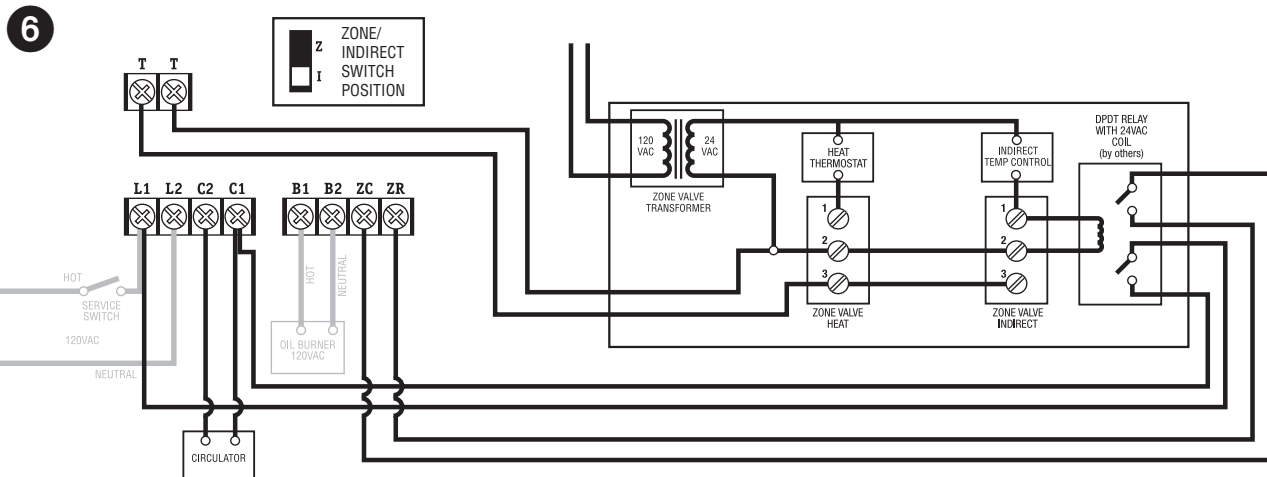 6
Z
I
ZONE/
INDIRECT
SWITCH
POSITION
T T
120
VAC
24
VAC
ZONE VALVE
TRANSFORMER
HEAT
THERMOSTAT
INDIRECT
TEMP CONTROL
DPDT RELAY
WITH 24VAC
COIL
(by others)
L1 L2 C2 C1
B1 B2 ZC ZR
1
2
3
ZONE VALVE
HEAT
1
2
3
ZONE VALVE
INDIRECT
HOT
SERVICE
SWITCH
120VAC
NEUTRAL
HOT
NEUTRAL
OIL BURNER
120VAC
CIRCULATOR